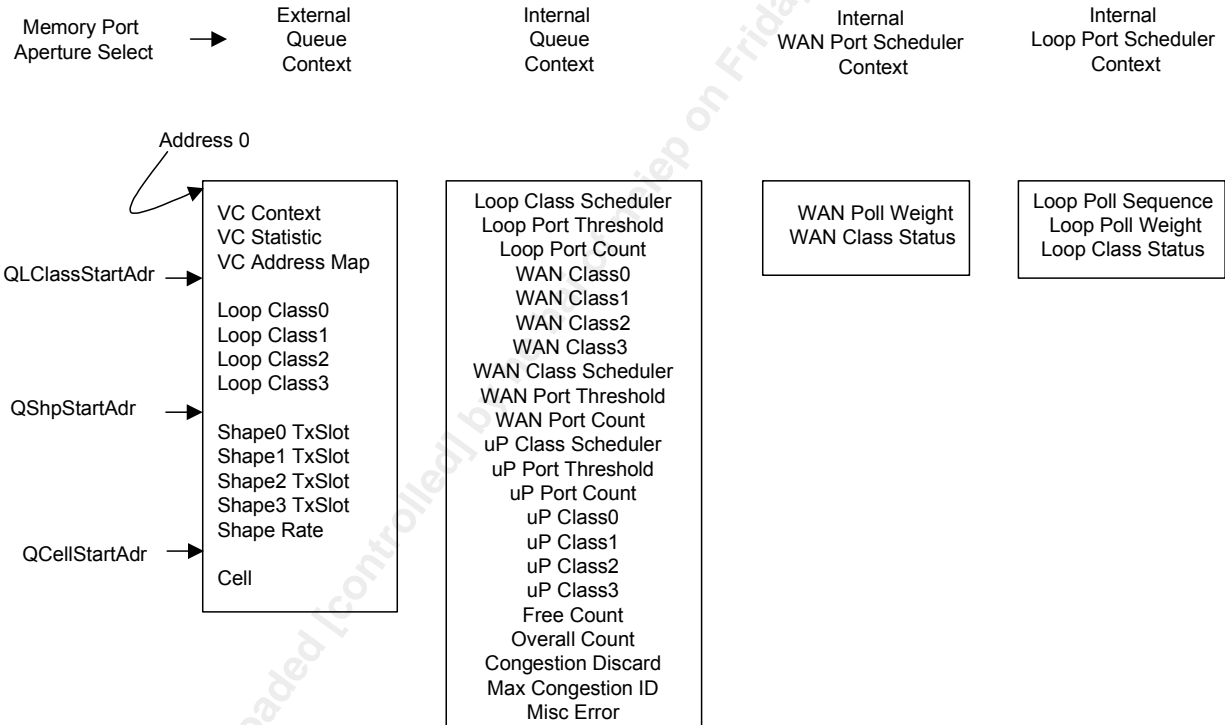 Memory Port
Aperture Select
External
Queue
Context
Internal
Queue
Context
Internal
WAN Port Scheduler
Context
Internal
Loop Port Scheduler
Context
Address 0
QLClassStartAdr
QShpStartAdr
QCellStartAdr
VC Context
VC Statistic
VC Address Map
Loop Class0
Loop Class1
Loop Class2
Loop Class3
Shape0 TxSlot
Shape1 TxSlot
Shape2 TxSlot
Shape3 TxSlot
Shape Rate
Cell
Loop Class Scheduler
Loop Port Threshold
Loop Port Count
WAN Class0
WAN Class1
WAN Class2
WAN Class3
WAN Class Scheduler
WAN Port Threshold
WAN Port Count
uP Class Scheduler
uP Port Threshold
uP Port Count
uP Class0
uP Class1
uP Class2
uP Class3
Free Count
Overall Count
Congestion Discard
Max Congestion ID
Misc Error
WAN Poll Weight
WAN Class Status
Loop Poll Sequence
Loop Poll Weight
Loop Class Status